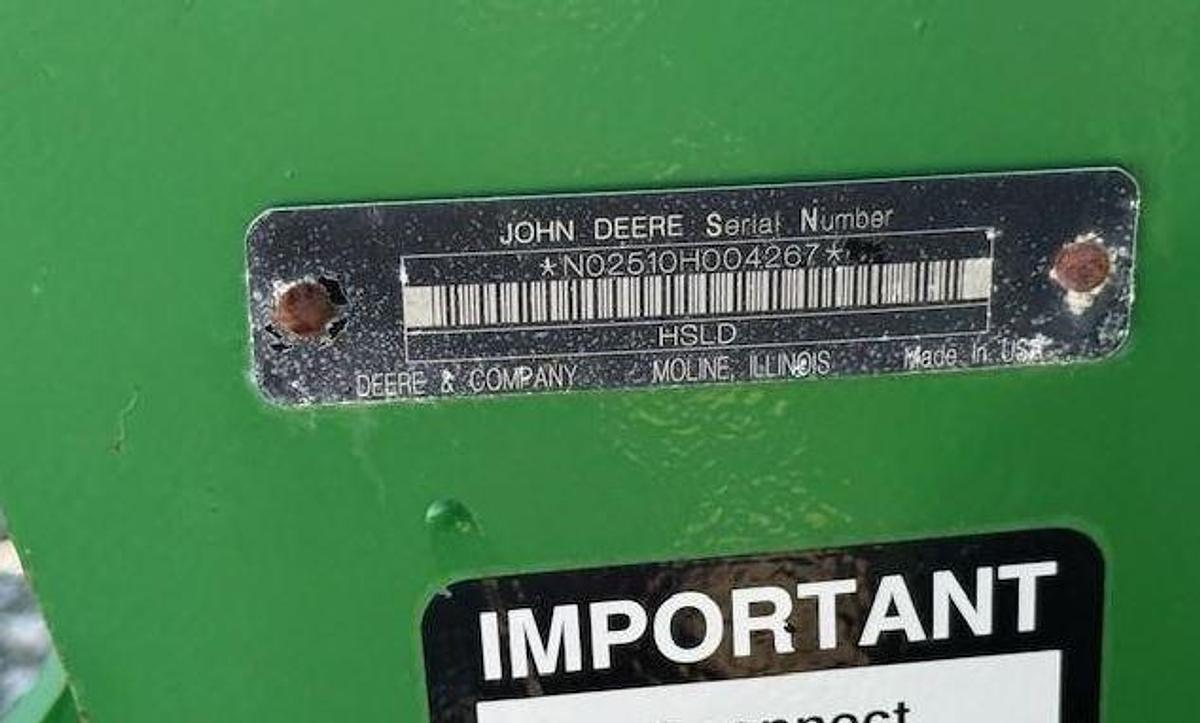 JOHN DEERE Serial Number
*N02510H004267*
HSLD
DEERE & COMPANY MOLINE, ILLINOIS Made In USA
IMPORTANT